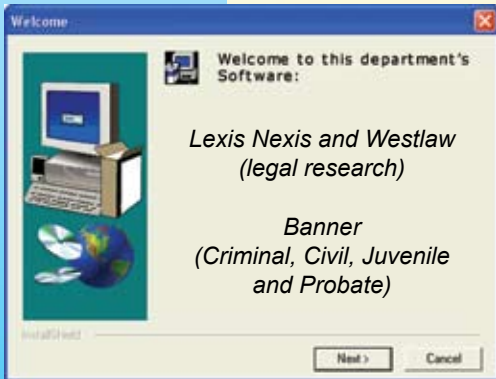 Welcome
Welcome to this department's
Software:
Lexis Nexis and Westlaw
(legal research)
Banner
(Criminal, Civil, Juvenile
and Probate)
InstallShield
Next >
Cancel